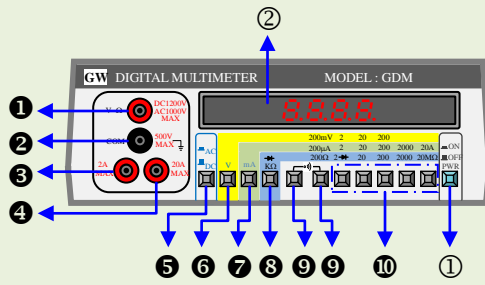 ②
GW DIGITAL MULTIMETER MODEL : GDM
8.8.8.8.
❶ V Ω DC1200V
AC1000V
MAX
❷ COM 500V
MAX
❸ 2A
❹ 20A
MAX
AC
DC
V
mA
KΩ
200mV 2 20 200
200μA 2 20 200 2000 20A
200Ω 2 20 200 2000 20MΩ
ON
OFF
PWR
❺ ❻ ❼ ❽ ❾ ❾ ❿ ①